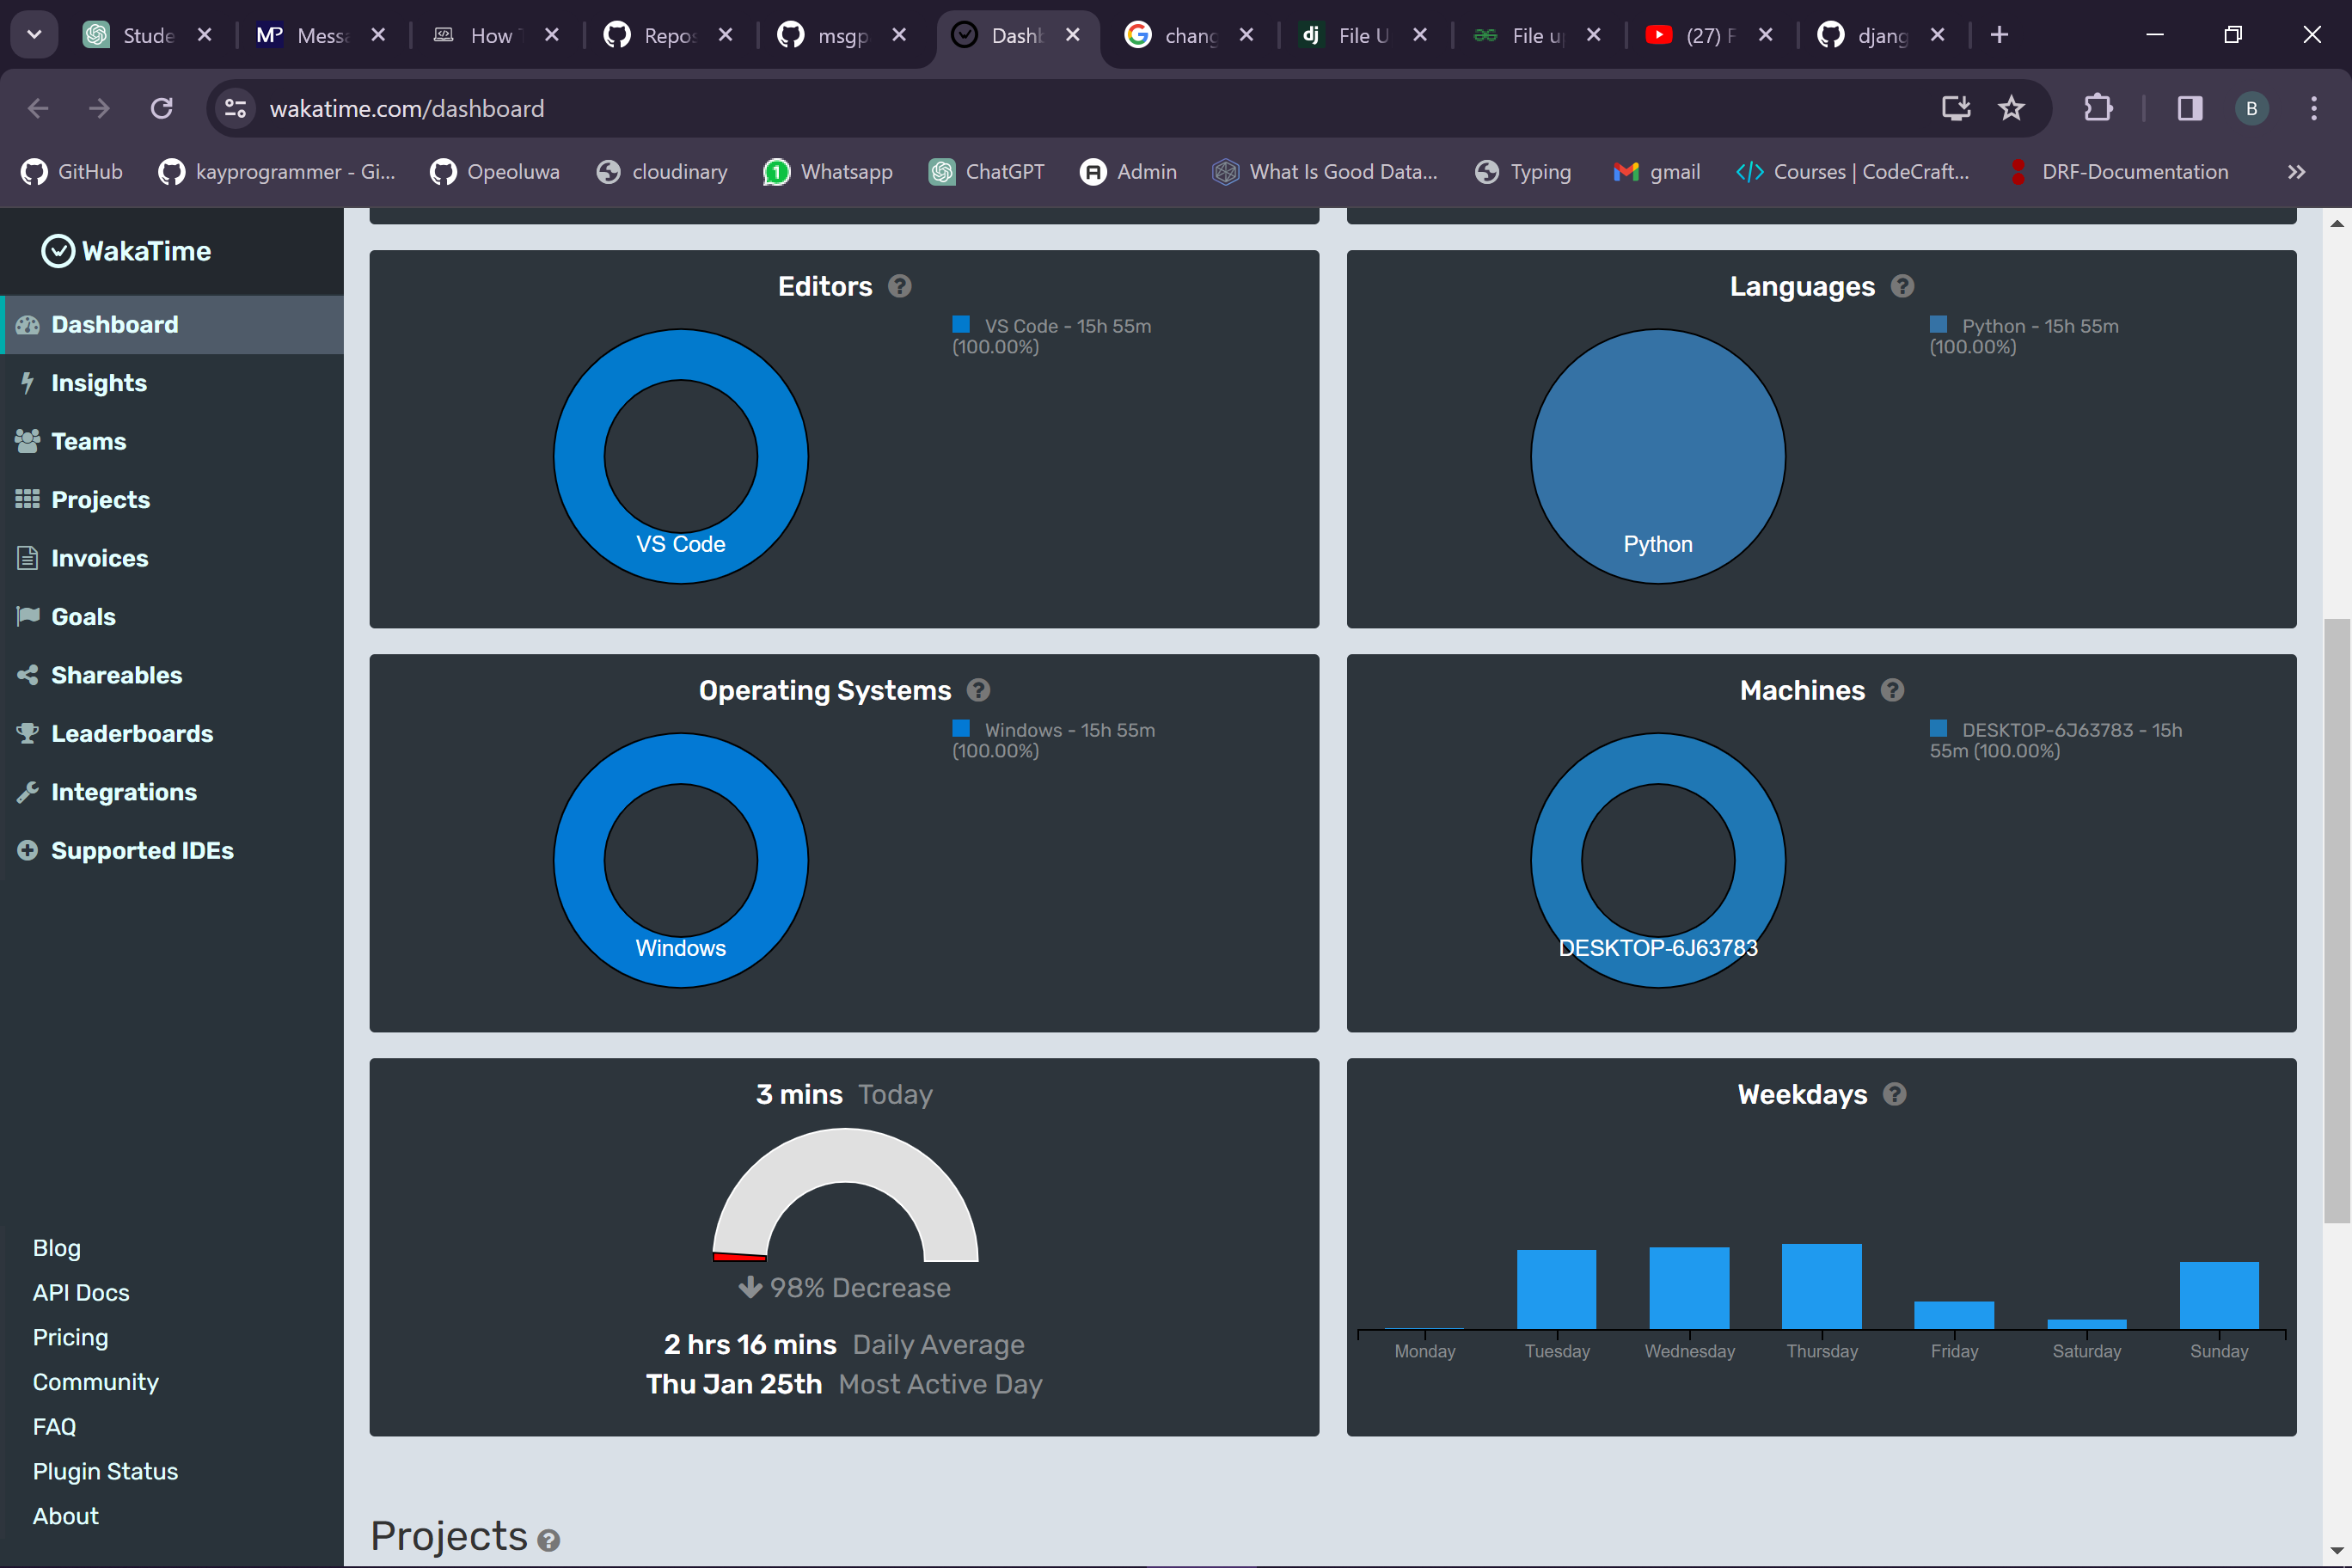 Stude
Messa
How T
Repos
msgp
Dashb
chang
File U
File u
(27) F
djang
wakatime.com/dashboard
B
GitHub
kayprogrammer - Gi...
Opeoluwa
cloudinary
1
Whatsapp
ChatGPT
Admin
What Is Good Data...
Typing
gmail
Courses | CodeCraft...
DRF-Documentation
WakaTime
Dashboard
Insights
Teams
Projects
Invoices
Goals
Shareables
Leaderboards
Integrations
Supported IDEs
Blog
API Docs
Pricing
Community
FAQ
Plugin Status
About
Editors
VS Code - 15h 55m
(100.00%)
VS Code
Languages
Python - 15h 55m
(100.00%)
Python
Operating Systems
Windows - 15h 55m
(100.00%)
Windows
Machines
DESKTOP-6J63783 - 15h
55m (100.00%)
DESKTOP-6J63783
3 mins Today
98% Decrease
2 hrs 16 mins Daily Average
Thu Jan 25th Most Active Day
Weekdays
Monday Tuesday Wednesday Thursday Friday Saturday Sunday
Projects